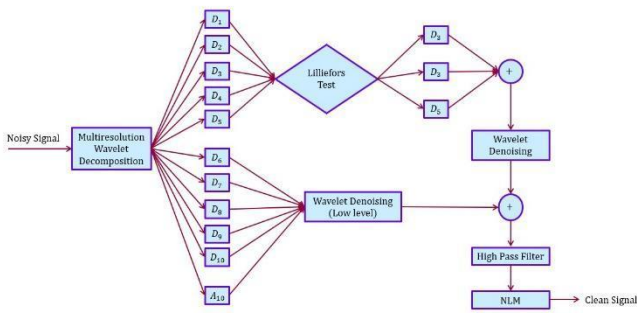 Noisy Signal
Multiresolution
Wavelet
Decomposition
D₁
D₂
D₃
D₄
D₅
D₆
D₇
D₈
D₉
D₁₀
A₁₀
Lilliefors
Test
D₃
D₃
D₅
+
Wavelet
Denoising
Wavelet Denoising
(Low level)
+
High Pass Filter
NLM
Clean Signal